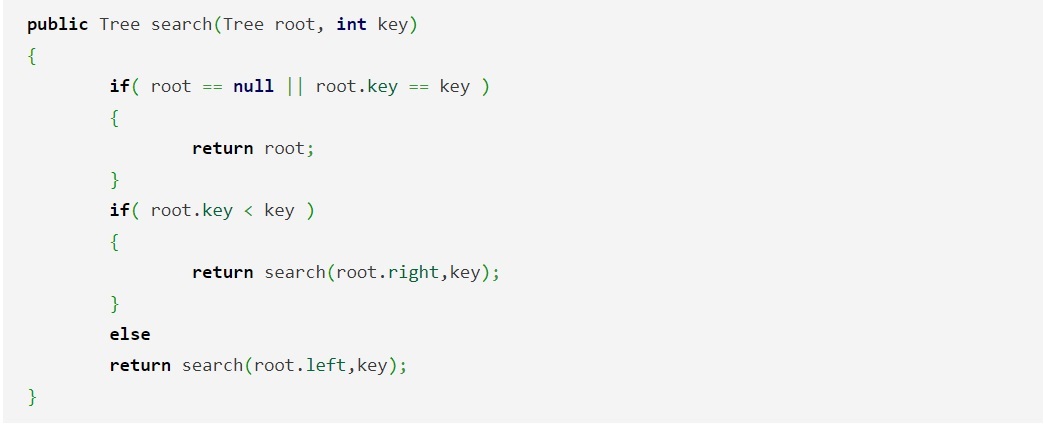 public Tree search(Tree root, int key)
{
if( root == null || root.key == key )
{
return root;
}
if( root.key < key )
{
return search(root.right,key);
}
else
return search(root.left,key);
}